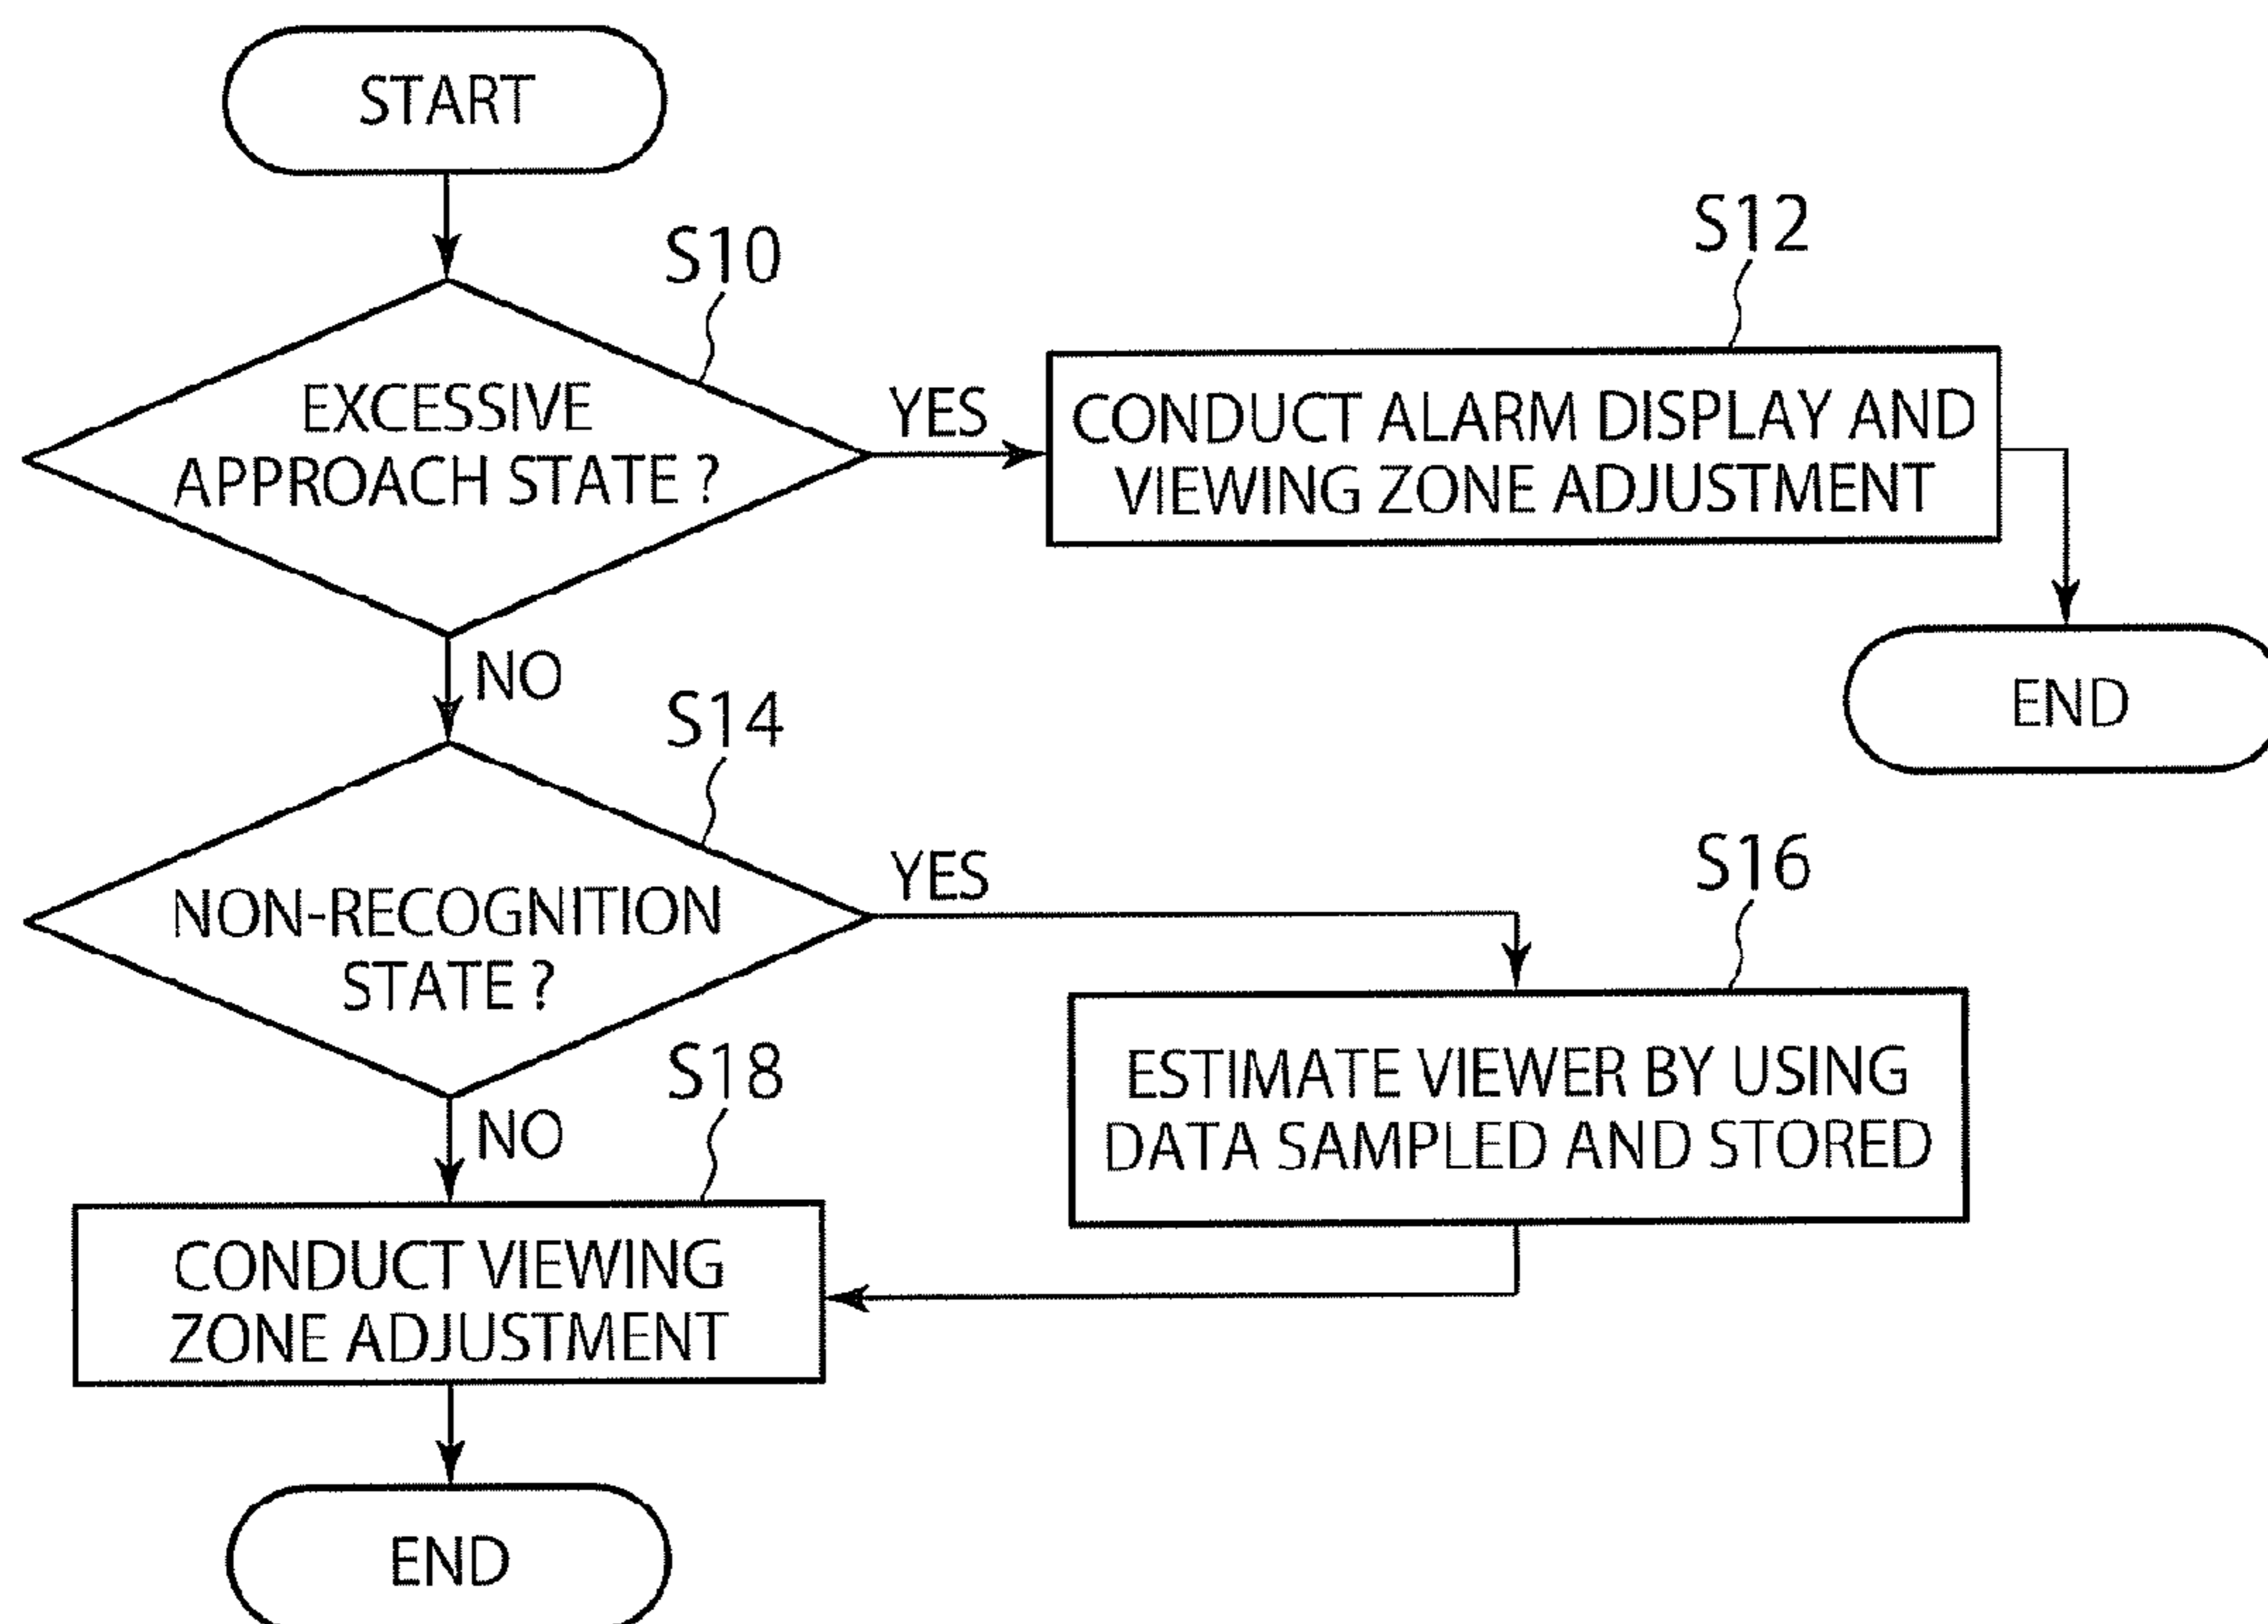 START
S10
S12
EXCESSIVE
APPROACH STATE ?
YES
CONDUCT ALARM DISPLAY AND
VIEWING ZONE ADJUSTMENT
NO
END
S14
NON-RECOGNITION
STATE ?
YES
S16
ESTIMATE VIEWER BY USING
DATA SAMPLED AND STORED
NO
S18
CONDUCT VIEWING
ZONE ADJUSTMENT
END